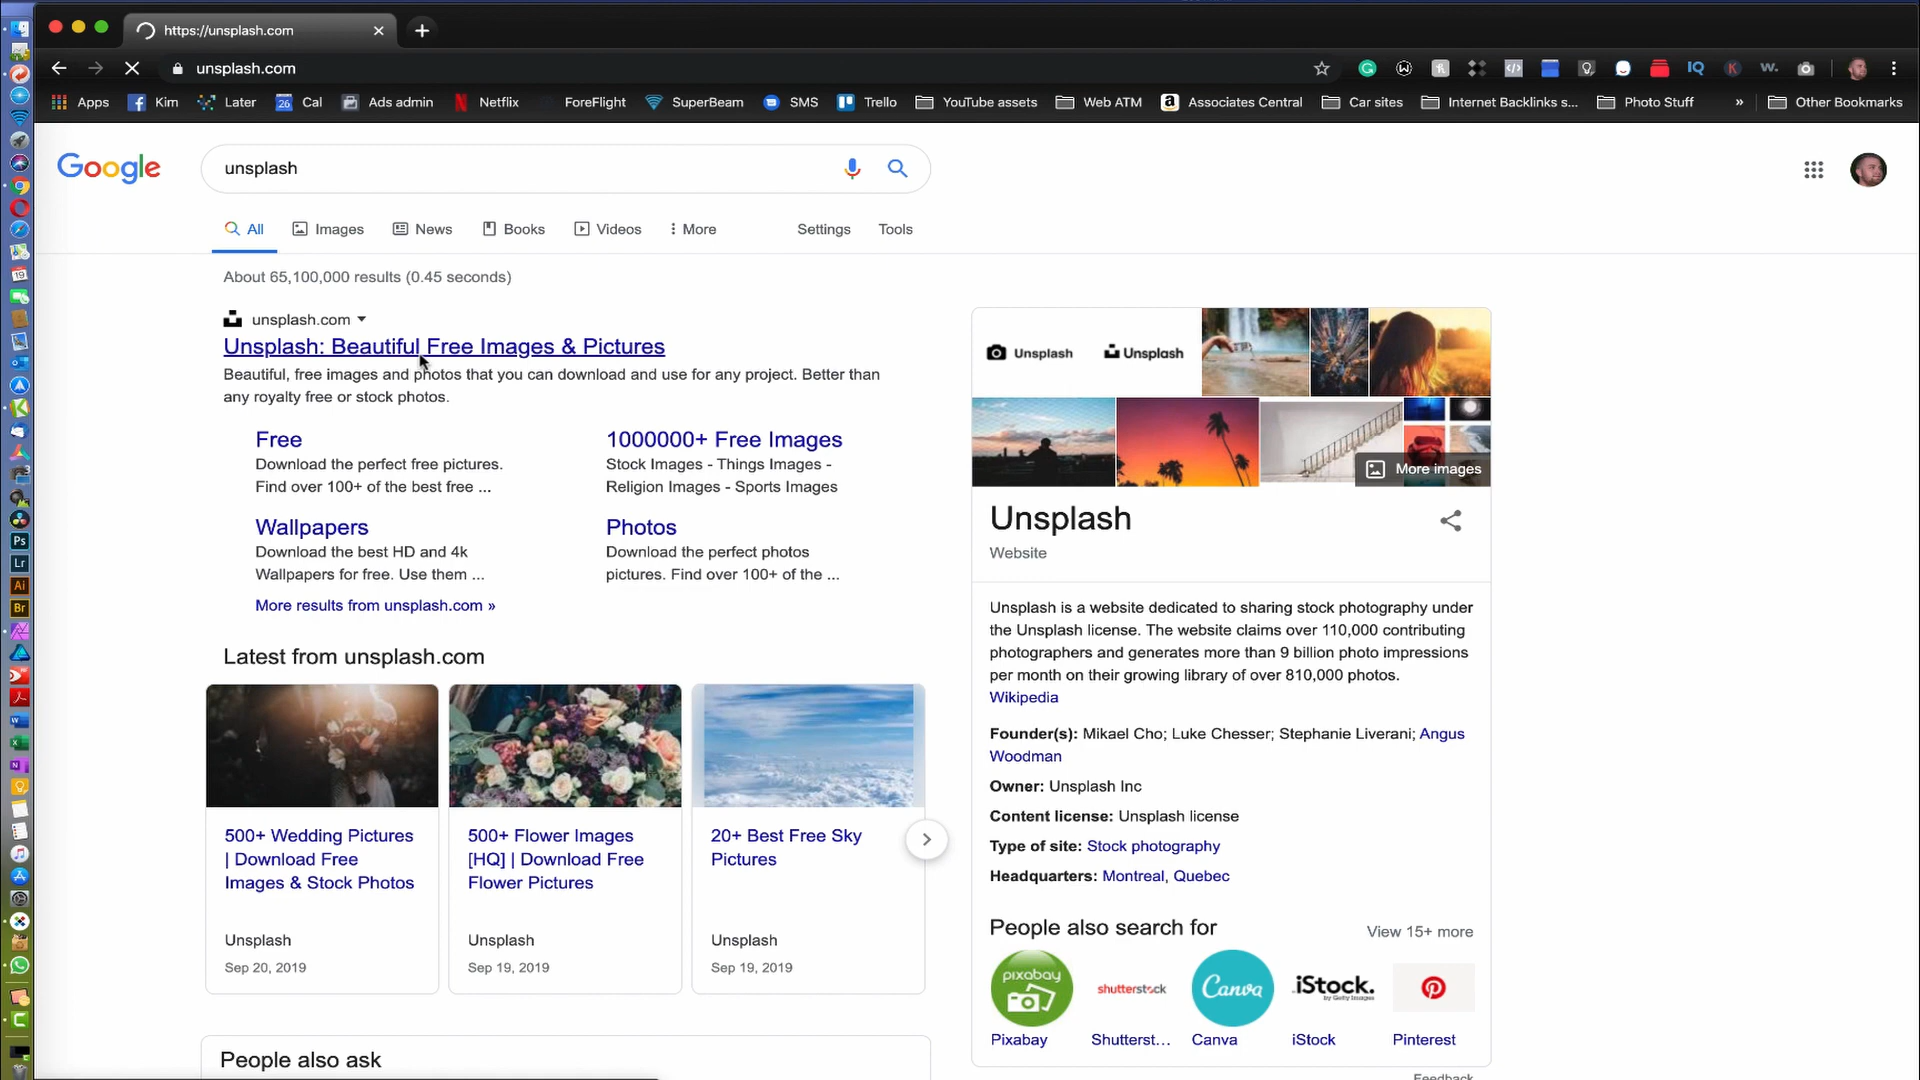 https://unsplash.com
unsplash.com
Apps Kim Later 26 Cal Ads admin Netflix ForeFlight SuperBeam SMS Trello YouTube assets Web ATM Associates Central Car sites Internet Backlinks s... Photo Stuff » Other Bookmarks
Google
unsplash
All Images News Books Videos More Settings Tools
About 65,100,000 results (0.45 seconds)
unsplash.com
Unsplash: Beautiful Free Images & Pictures
Beautiful, free images and photos that you can download and use for any project. Better than
any royalty free or stock photos.
Free
Download the perfect free pictures.
Find over 100+ of the best free ...
1000000+ Free Images
Stock Images - Things Images -
Religion Images - Sports Images
Wallpapers
Download the best HD and 4k
Wallpapers for free. Use them ...
Photos
Download the perfect photos
pictures. Find over 100+ of the ...
More results from unsplash.com »
Latest from unsplash.com
500+ Wedding Pictures
| Download Free
Images & Stock Photos
Unsplash
Sep 20, 2019
500+ Flower Images
[HQ] | Download Free
Flower Pictures
Unsplash
Sep 19, 2019
20+ Best Free Sky
Pictures
Unsplash
Sep 19, 2019
People also ask
Unsplash Unsplash
More images
Unsplash
Website
Unsplash is a website dedicated to sharing stock photography under
the Unsplash license. The website claims over 110,000 contributing
photographers and generates more than 9 billion photo impressions
per month on their growing library of over 810,000 photos.
Wikipedia
Founder(s): Mikael Cho; Luke Chesser; Stephanie Liverani; Angus
Woodman
Owner: Unsplash Inc
Content license: Unsplash license
Type of site: Stock photography
Headquarters: Montreal, Quebec
People also search for
View 15+ more
pixabay shutterstock Canva iStock. Pinterest
by Getty Images
Pixabay Shutterst... Canva iStock Pinterest
Feedback
Ps
Lr
Ai
Br